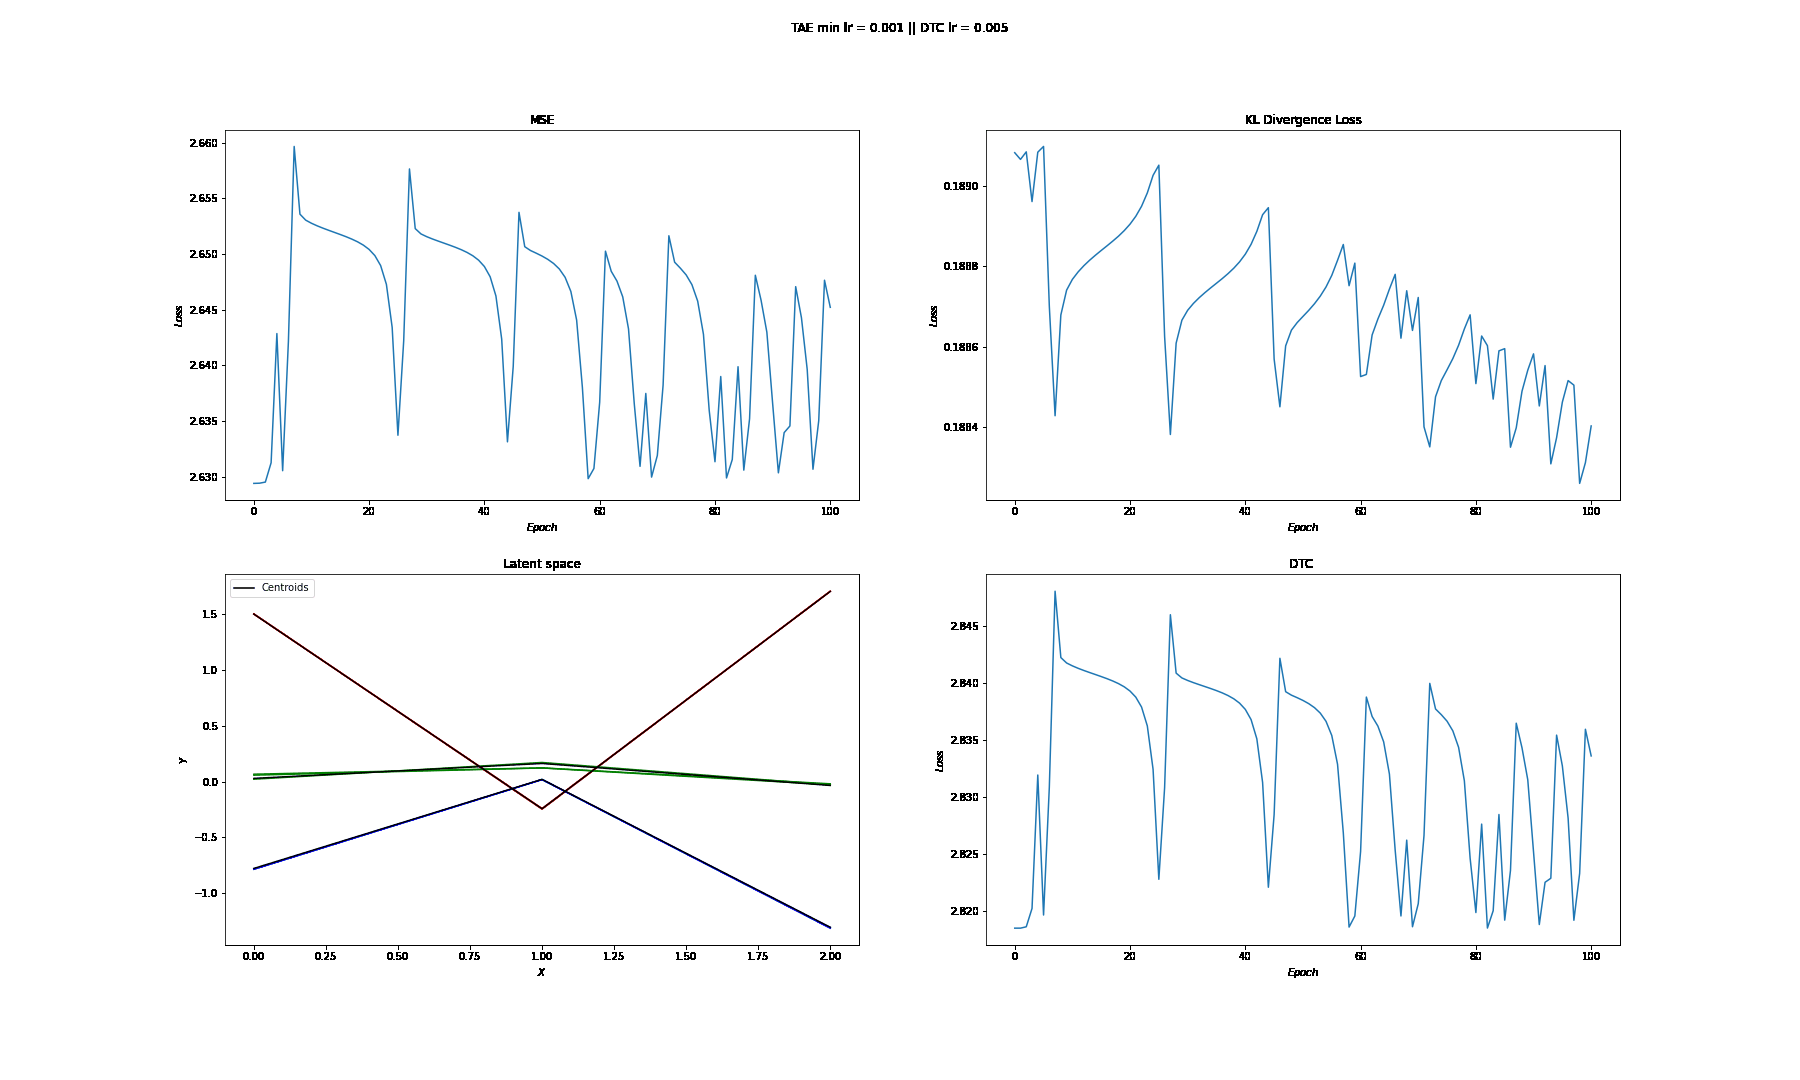 TAE min lr = 0.001 || DTC lr = 0.005
MSE
2.660
2.655
2.650
2.645
2.640
2.635
2.630
Loss
0 20 40 60 80 100
Epoch
KL Divergence Loss
0.1890
0.1888
0.1886
0.1884
Loss
0 20 40 60 80 100
Epoch
Latent space
Centroids
1.5
1.0
0.5
0.0
−0.5
−1.0
Y
0.00 0.25 0.50 0.75 1.00 1.25 1.50 1.75 2.00
X
DTC
2.845
2.840
2.835
2.830
2.825
2.820
Loss
0 20 40 60 80 100
Epoch